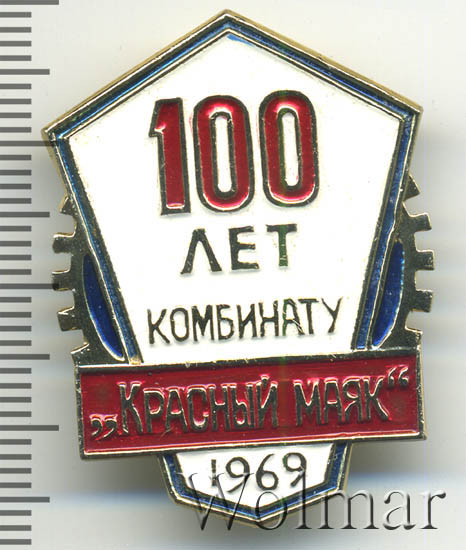 100
ЛЕТ
КОМБИНАТУ
„КРАСНЫЙ МАЯК“
1969
Wolmar